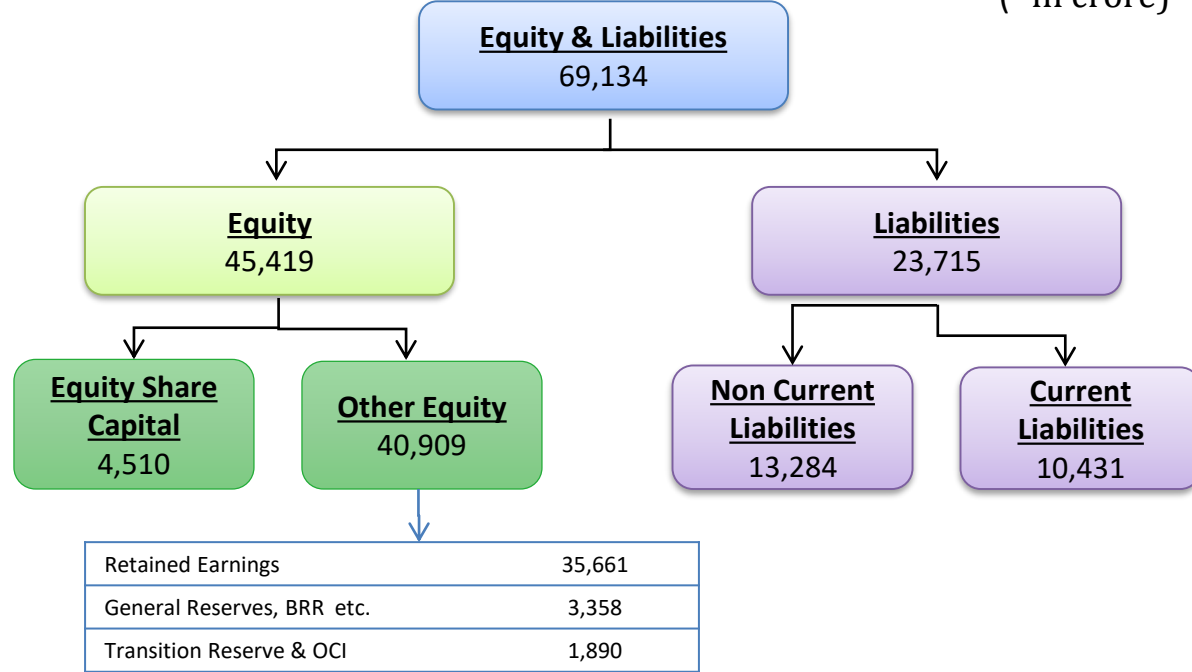 in crore)
Equity & Liabilities
69,134
Equity
45,419
Liabilities
23,715
Equity Share
Capital
4,510
Other Equity
40,909
Non Current
Liabilities
13,284
Current
Liabilities
10,431
Retained Earnings 35,661
General Reserves, BRR etc. 3,358
Transition Reserve & OCI 1,890